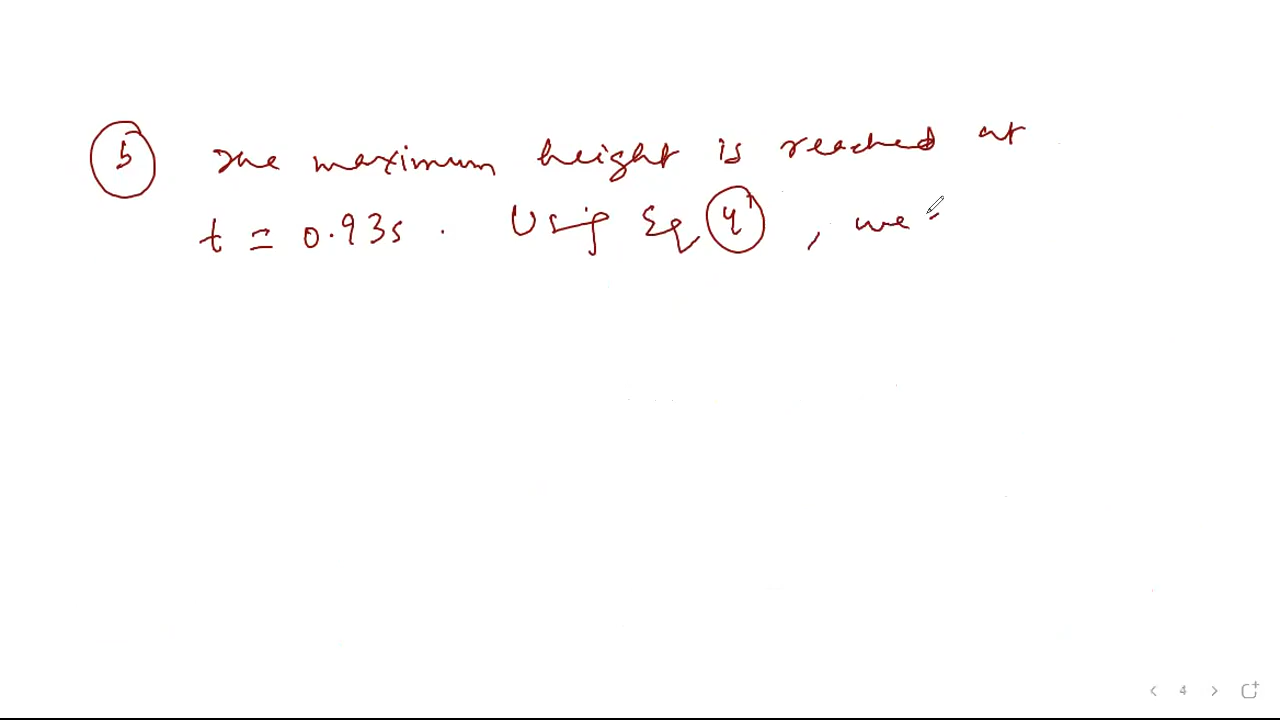 5 The maximum height is reached at
t = 0.93s . Using Eq 4 , we
4